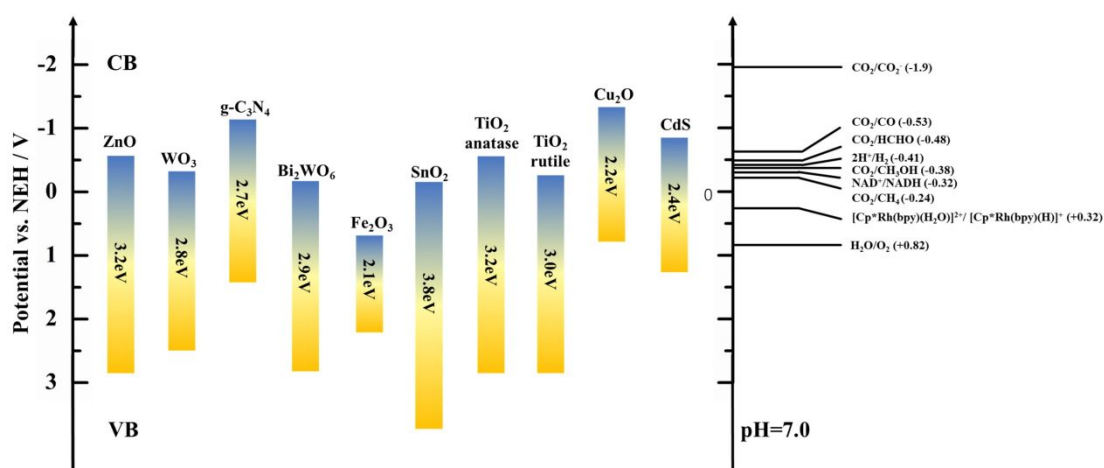 Potential vs. NEH / V
-2
-1
0
1
2
3
CB
VB
ZnO
3.2eV
WO₃
2.8eV
g-C₃N₄
2.7eV
Bi₂WO₆
2.9eV
Fe₂O₃
2.1eV
SnO₂
3.8eV
TiO₂
anatase
3.2eV
TiO₂
rutile
3.0eV
Cu₂O
2.2eV
CdS
2.4eV
0
CO₂/CO₂⁻ (-1.9)
CO₂/CO (-0.53)
CO₂/HCHO (-0.48)
2H⁺/H₂ (-0.41)
CO₂/CH₃OH (-0.38)
NAD⁺/NADH (-0.32)
CO₂/CH₄ (-0.24)
[Cp*Rh(bpy)(H₂O)]²⁺/ [Cp*Rh(bpy)(H)]⁺ (+0.32)
H₂O/O₂ (+0.82)
pH=7.0